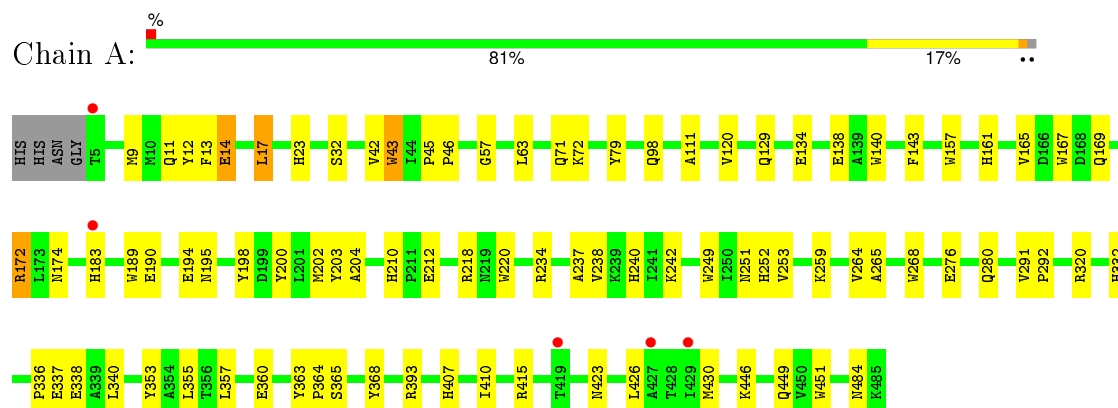 %
Chain A:
81% 17% ••
HIS HIS ASN GLY T5 M9 M10 Q11 Y12 F13 E14 L17 H23 S32 V42 W43 I44 P45 P46 G57 L63 Q71 K72 Y79 Q98 A111 V120 Q129 E134 E138 A139 W140 F143 W157 H161 V165 D166 W167 D168 Q169
R172 L173 N174 H183 W189 E190 E194 N195 Y198 D199 Y200 L201 M202 Y203 A204 H210 P211 E212 R218 N219 W220 R234 A237 V238 K239 H240 I241 K242 W249 I250 N251 H252 V253 K259 V264 A265 W268 E276 Q280 V291 P292 R320
P336 E337 E338 A339 L340 Y353 A354 L355 T356 L357 E360 Y363 P364 S365 Y368 R393 H407 I410 R415 T419 N423 L426 A427 T428 I429 M430 K446 Q449 V450 W451 N484 K485